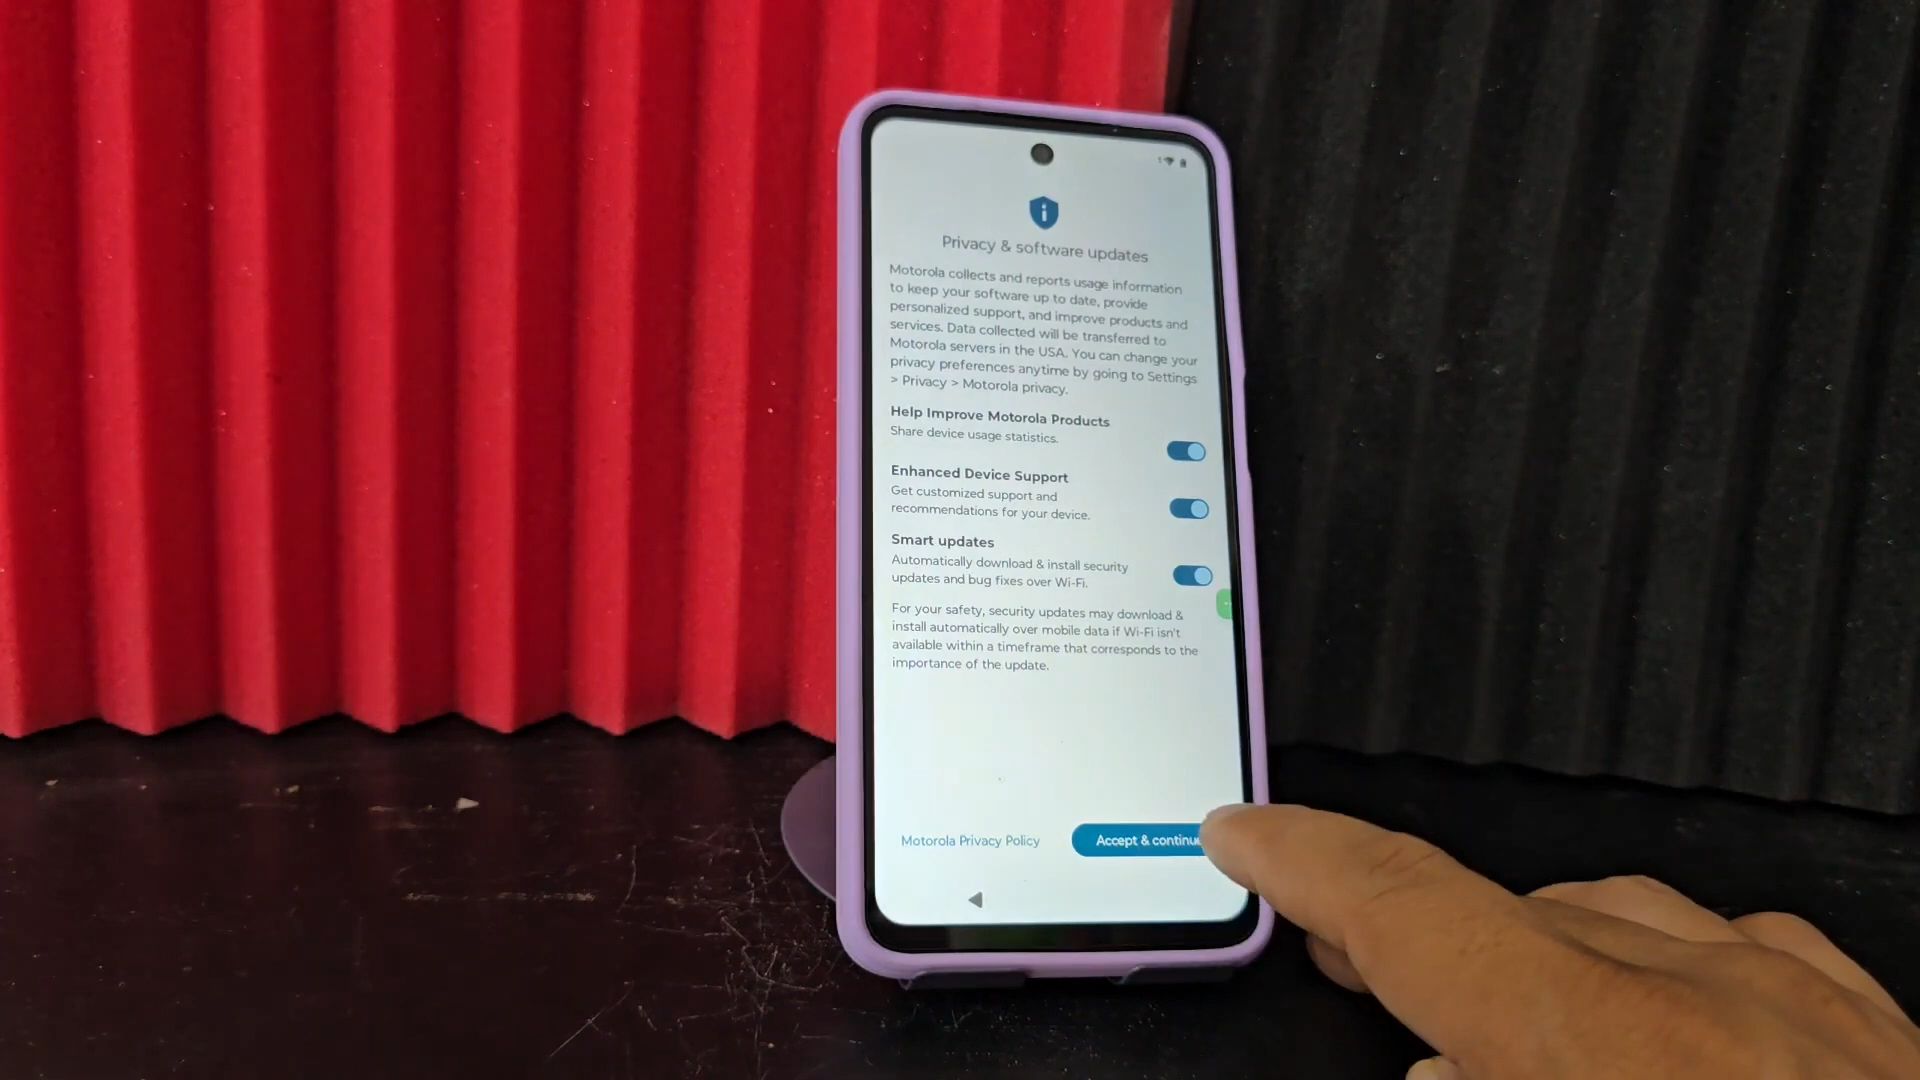 Privacy & software updates
Motorola collects and reports usage information
to keep your software up to date, provide
personalized support, and improve products and
services. Data collected will be transferred to
Motorola servers in the USA. You can change your
privacy preferences anytime by going to Settings
> Privacy > Motorola privacy.
Help Improve Motorola Products
Share device usage statistics.
Enhanced Device Support
Get customized support and
recommendations for your device.
Smart updates
Automatically download & install security
updates and bug fixes over Wi-Fi.
For your safety, security updates may download &
install automatically over mobile data if Wi-Fi isn't
available within a timeframe that corresponds to the
importance of the update.
Motorola Privacy Policy
Accept & continue